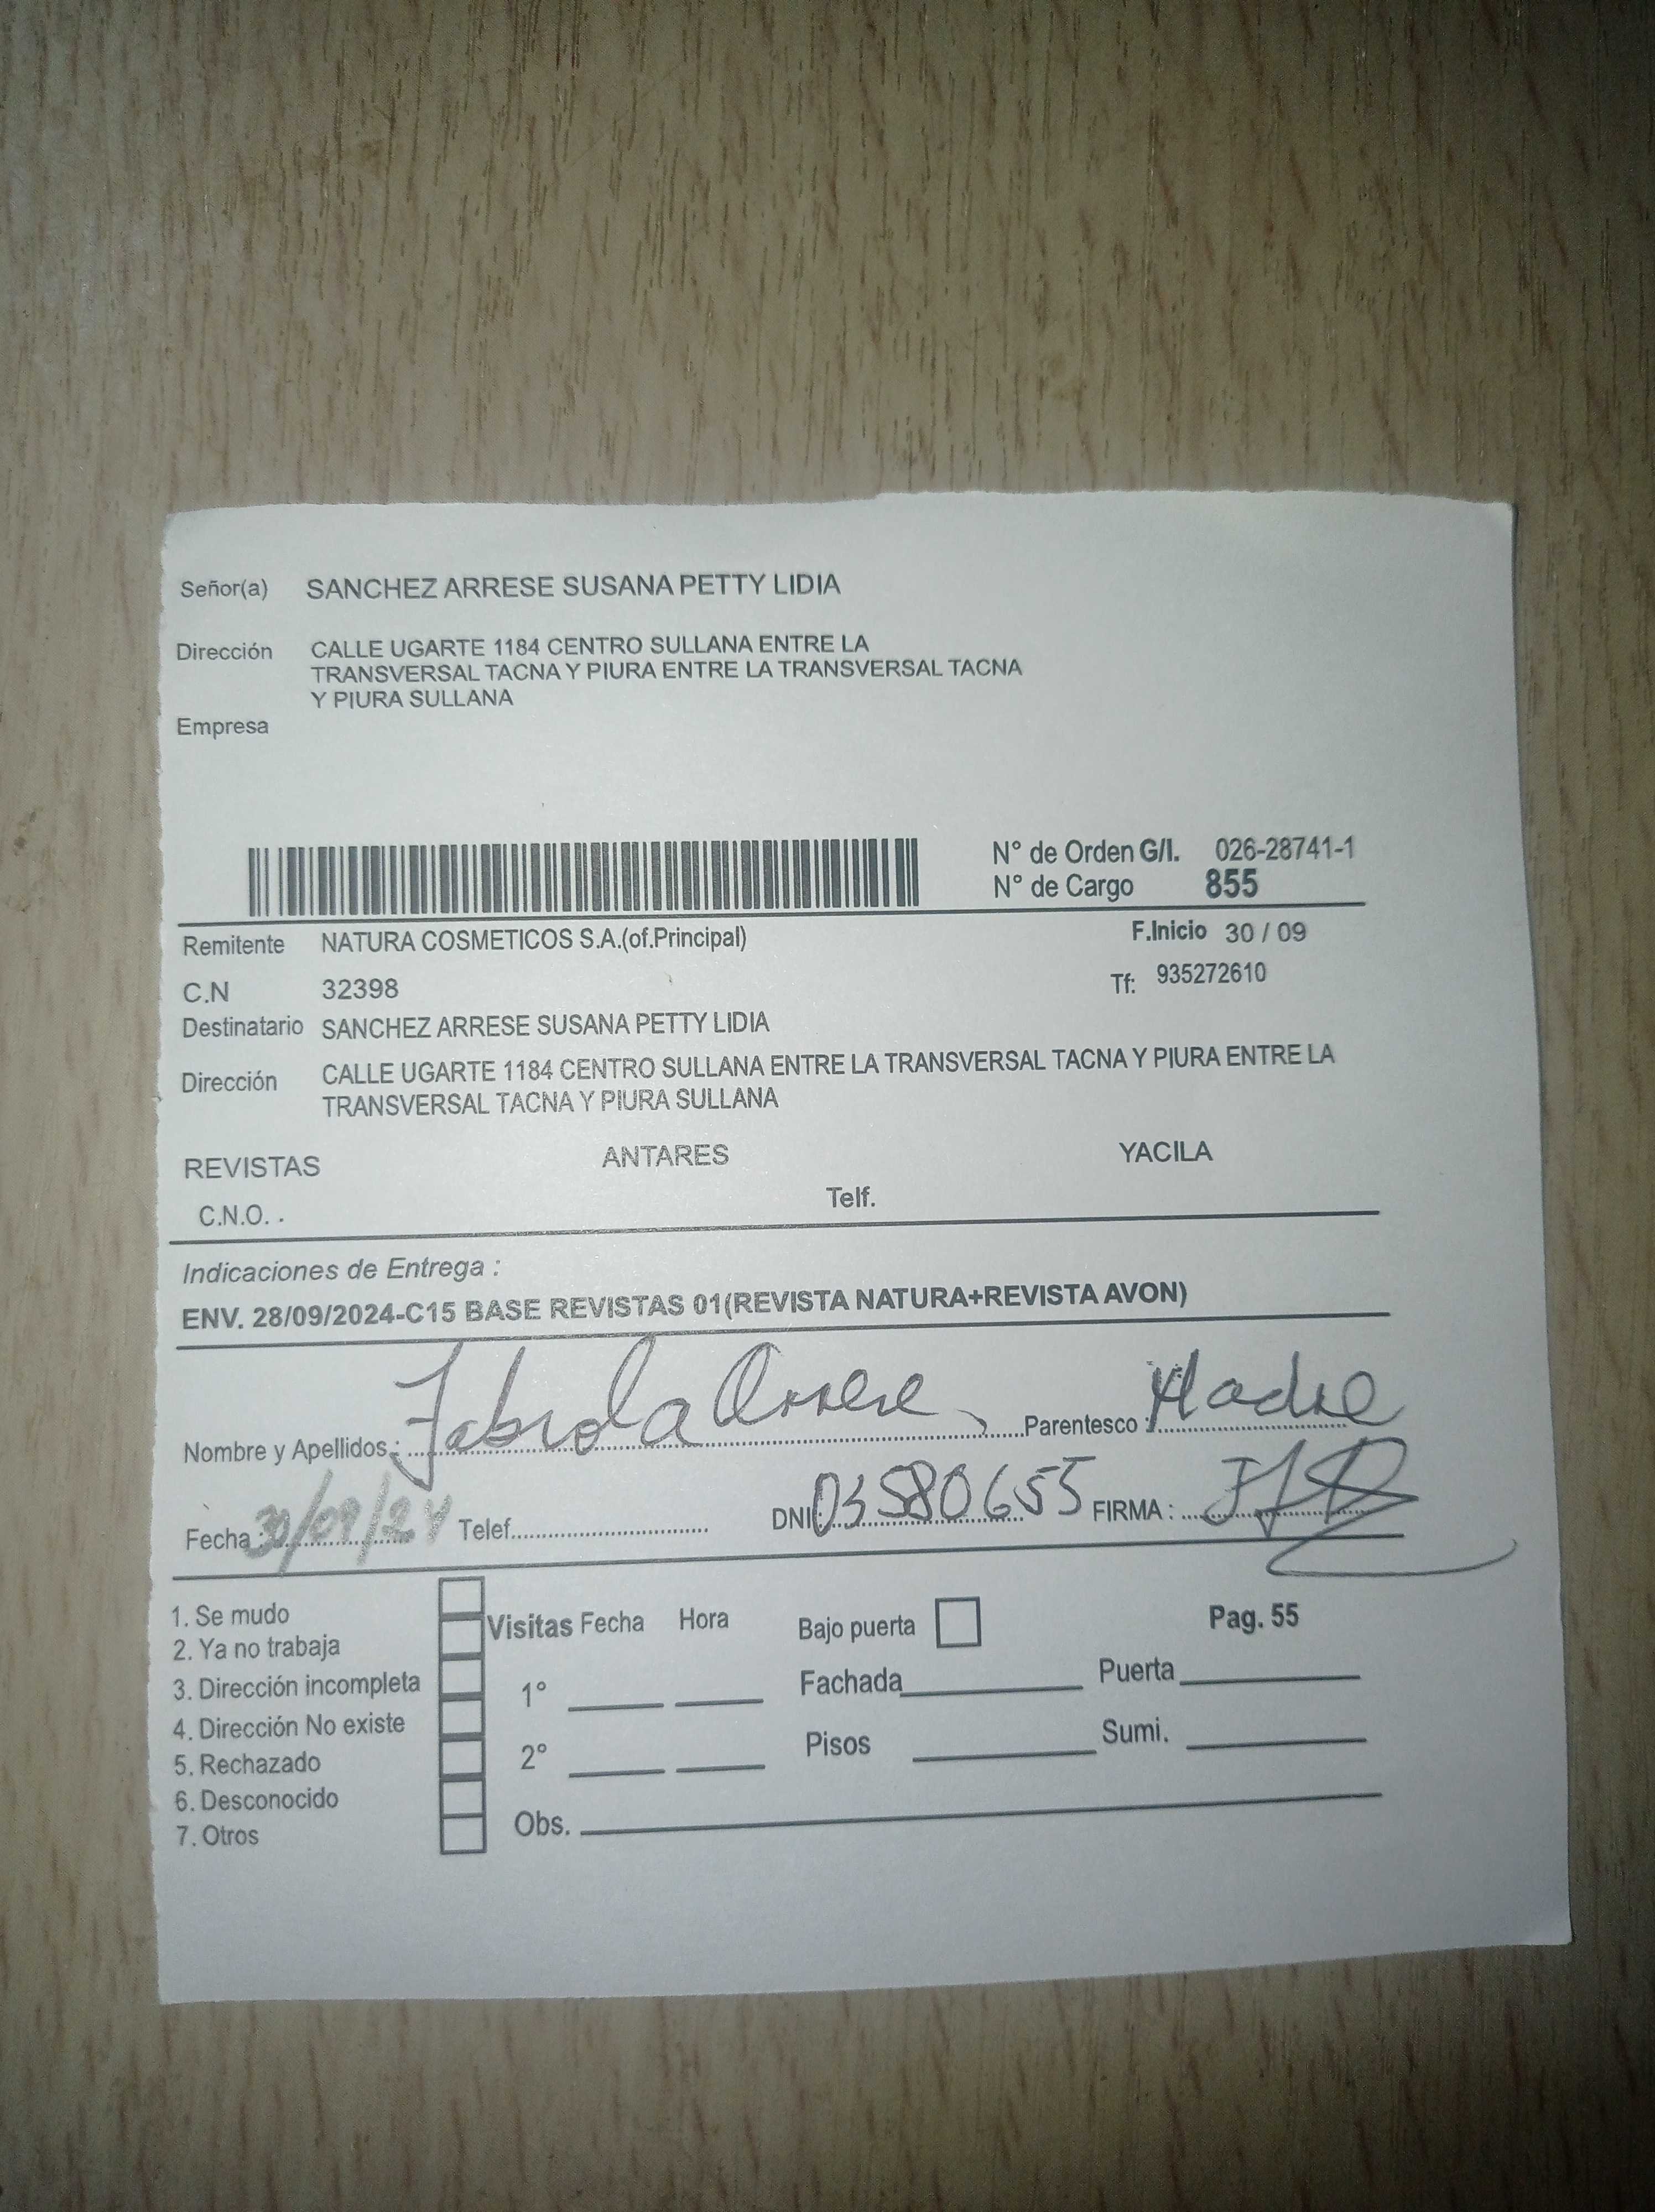 Señor(a) SANCHEZ ARRESE SUSANA PETTY LIDIA
Dirección CALLE UGARTE 1184 CENTRO SULLANA ENTRE LA
TRANSVERSAL TACNA Y PIURA ENTRE LA TRANSVERSAL TACNA
Y PIURA SULLANA
Empresa
N° de Orden G/I. 026-28741-1
N° de Cargo 855
Remitente NATURA COSMETICOS S.A.(of.Principal) F.Inicio 30 / 09
C.N 32398 Tf: 935272610
Destinatario SANCHEZ ARRESE SUSANA PETTY LIDIA
Dirección CALLE UGARTE 1184 CENTRO SULLANA ENTRE LA TRANSVERSAL TACNA Y PIURA ENTRE LA
TRANSVERSAL TACNA Y PIURA SULLANA
REVISTAS ANTARES YACILA
C.N.O. . Telf.
Indicaciones de Entrega :
ENV. 28/09/2024-C15 BASE REVISTAS 01(REVISTA NATURA+REVISTA AVON)
Nombre y Apellidos : Fabiola Arrese Parentesco : Madre
Fecha : 30/09/24 Telef. DNI: 03580655 FIRMA :
1. Se mudo
2. Ya no trabaja
3. Dirección incompleta
4. Dirección No existe
5. Rechazado
6. Desconocido
7. Otros
Visitas Fecha Hora
1°
2°
Obs.
Bajo puerta Pag. 55
Fachada Puerta
Pisos Sumi.